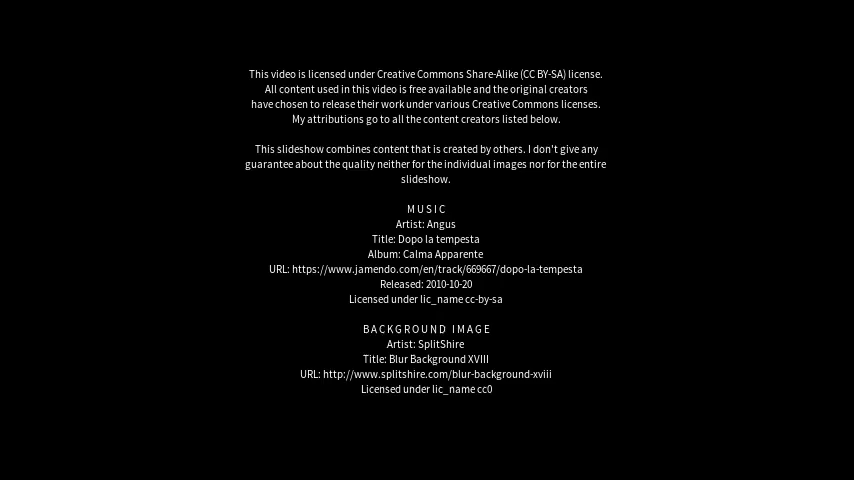 This video is licensed under Creative Commons Share-Alike (CC BY-SA) license.
All content used in this video is free available and the original creators
have chosen to release their work under various Creative Commons licenses.
My attributions go to all the content creators listed below.
This slideshow combines content that is created by others. I don't give any
guarantee about the quality neither for the individual images nor for the entire
slideshow.
MUSIC
Artist: Angus
Title: Dopo la tempesta
Album: Calma Apparente
URL: https://www.jamendo.com/en/track/669667/dopo-la-tempesta
Released: 2010-10-20
Licensed under lic_name cc-by-sa
BACKGROUND IMAGE
Artist: SplitShire
Title: Blur Background XVIII
URL: http://www.splitshire.com/blur-background-xviii
Licensed under lic_name cc0